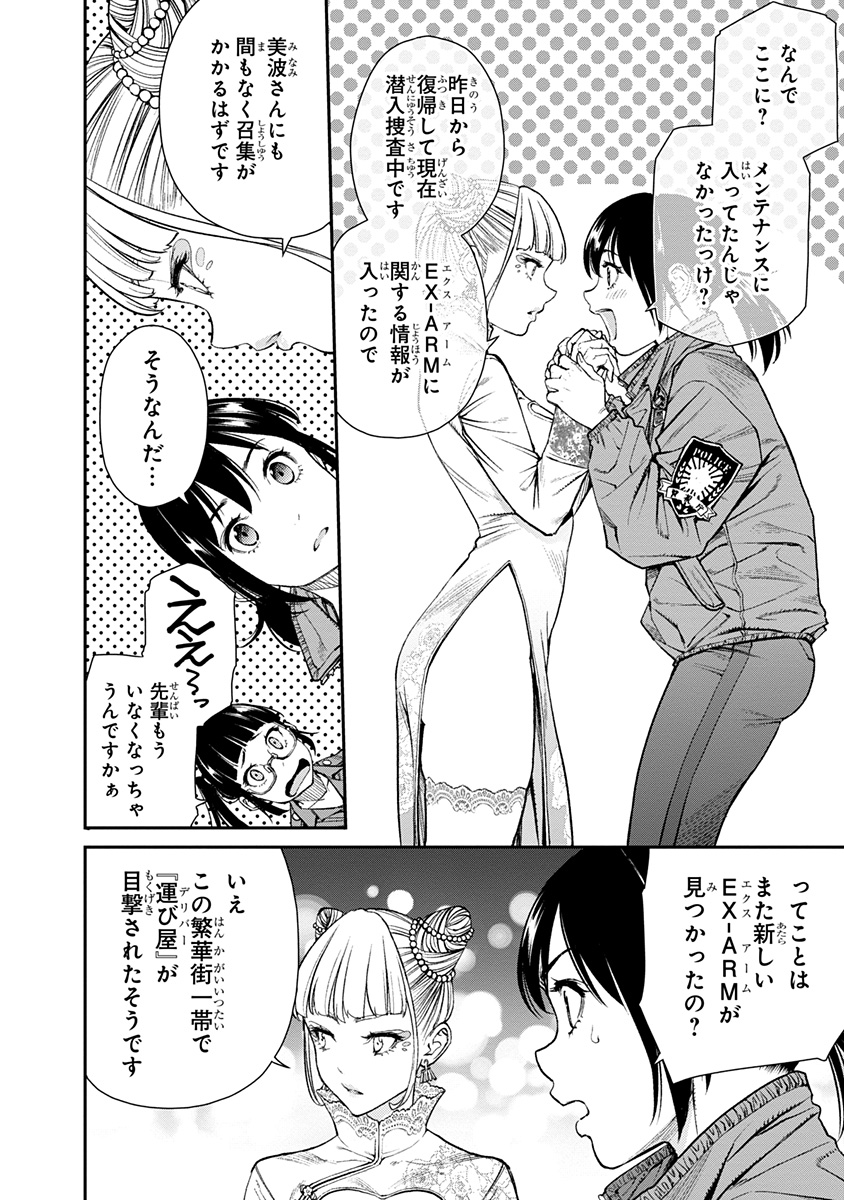 なんで
ここに?
メンテナンスに
入ってたんじゃ
なかったっけ?
昨日から
復帰して現在
潜入捜査中です
EX-ARMに
関する情報が
入ったので
POLICE
美波さんにも
間もなく召集が
かかるはずです
そうなんだ…
ええ〜っ
先輩もう
いなくなっちゃ
うんですかぁ
ってことは
また新しい
EX-ARMが
見つかったの?
いえ
この繁華街一帯で
『運び屋』が
目撃されたそうです